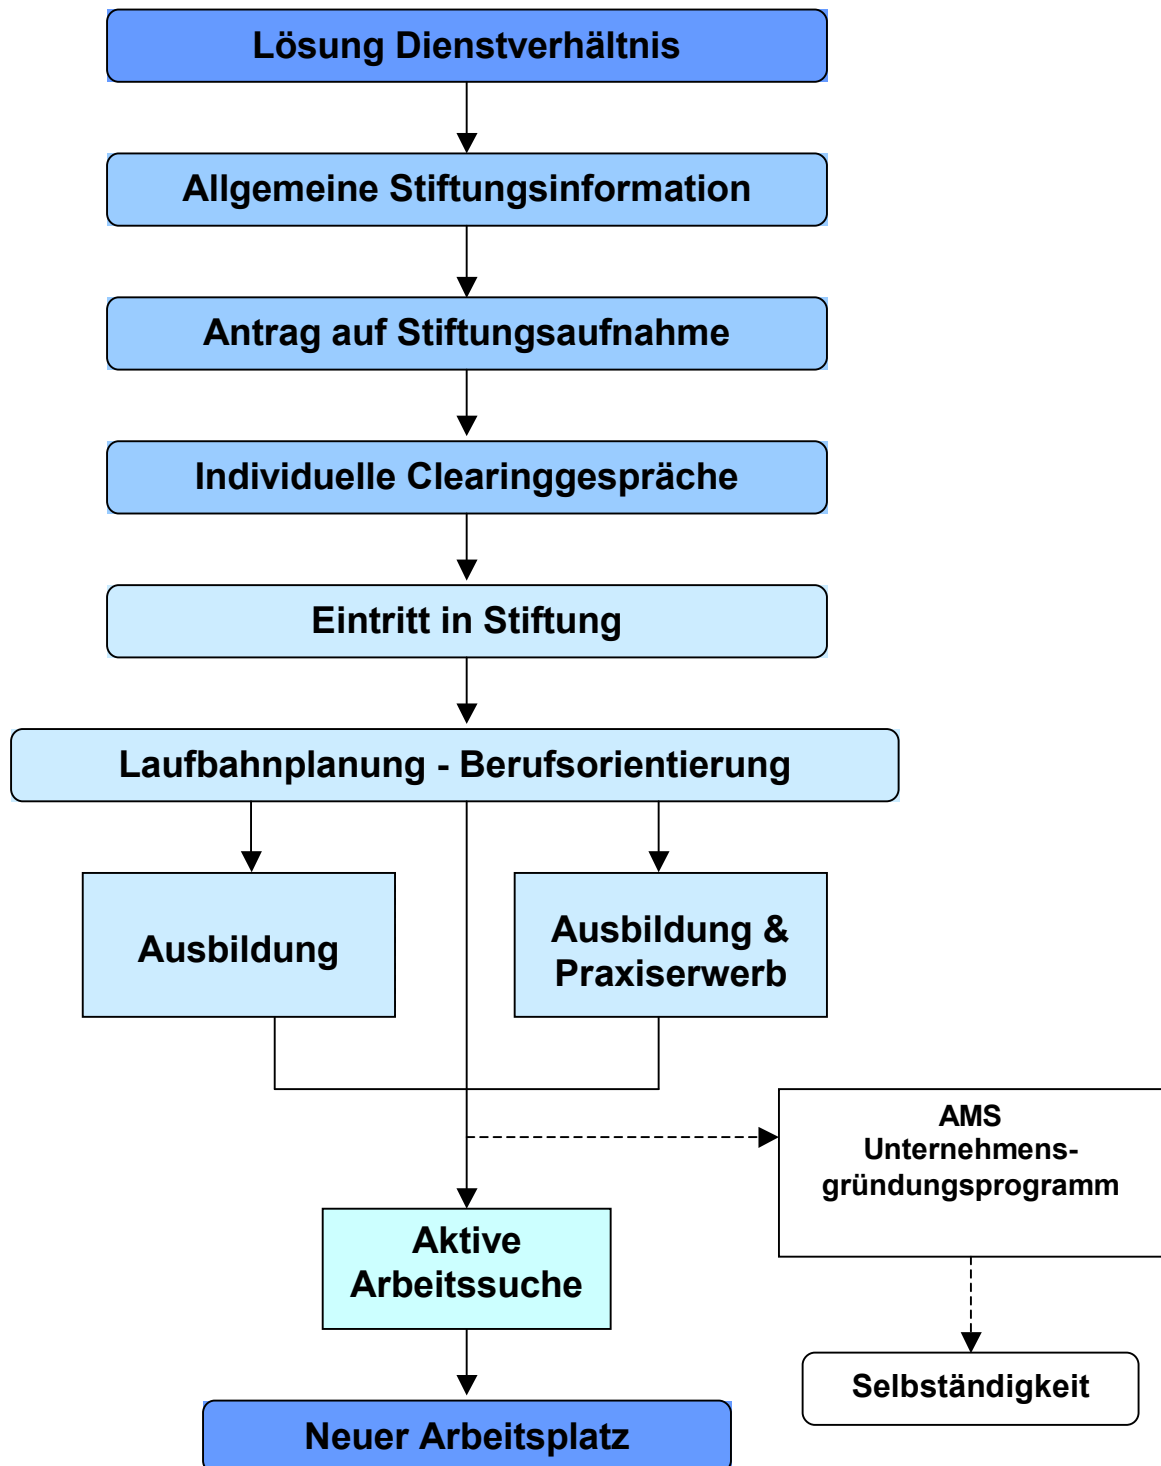 Lösung Dienstverhältnis
Allgemeine Stiftungsinformation
Antrag auf Stiftungsaufnahme
Individuelle Clearinggespräche
Eintritt in Stiftung
Laufbahnplanung - Berufsorientierung
Ausbildung
Ausbildung &
Praxiserwerb
AMS
Unternehmens-
gründungsprogramm
Aktive
Arbeitssuche
Selbständigkeit
Neuer Arbeitsplatz